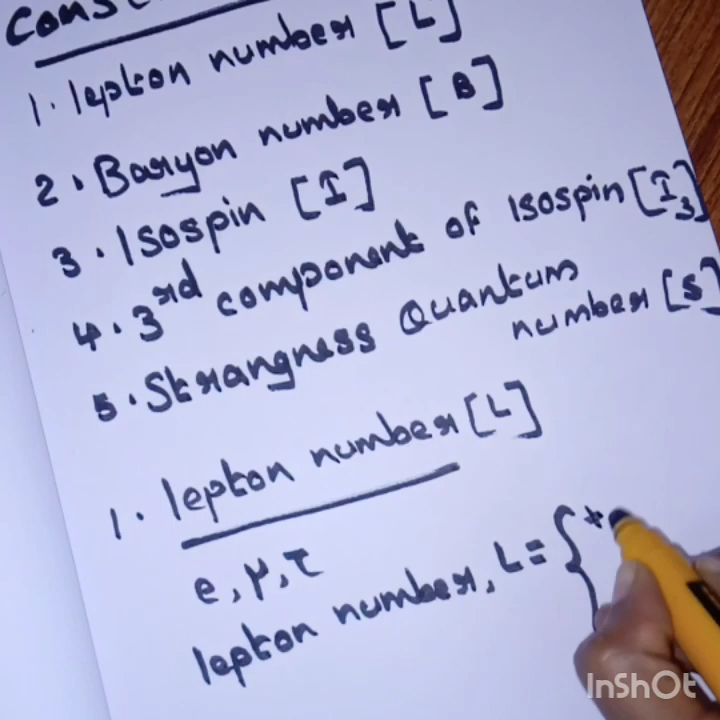 Cons
1. lepton number [L]
2. Baryon number [B]
3. Isospin [I]
4. 3rd component of Isospin [I3]
5. Strangness Quantum
number [S]
1. lepton number [L]
e, μ, τ
lepton number, L = { +
InShOt